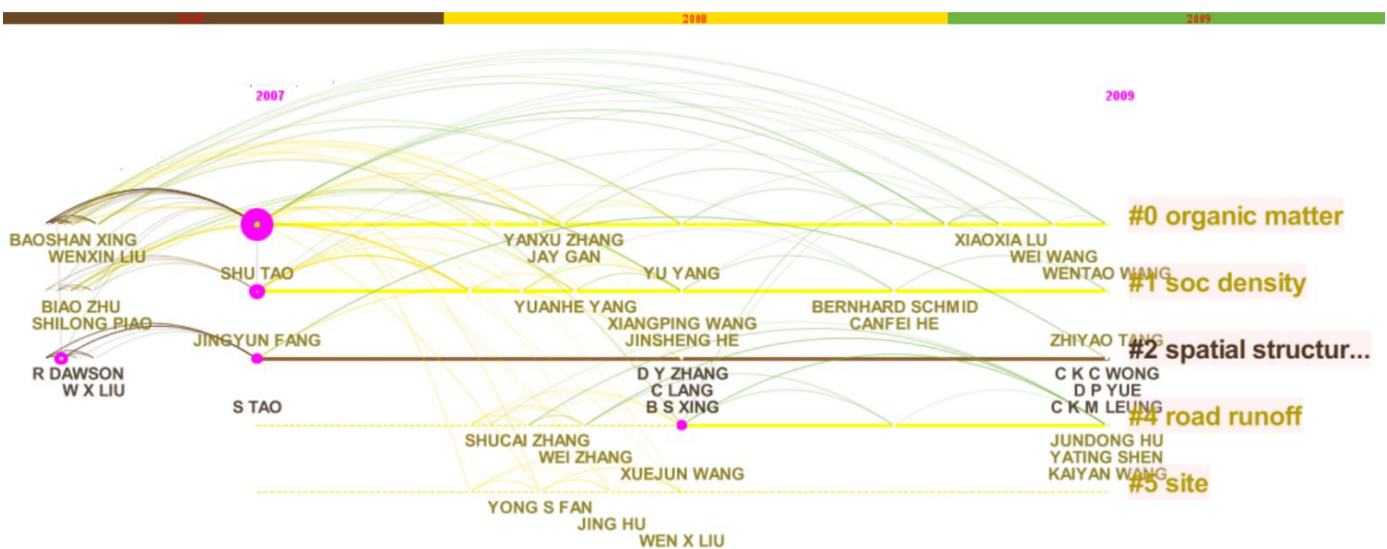 2008
2009
2007
2009
#0 organic matter
BAOSHAN XING
WENXIN LIU
YANXU ZHANG
JAY GAN
XIAOXIA LU
WEI WANG
SHU TAO
YU YANG
WENTAO WANG
#1 soc density
BIAO ZHU
SHILONG PIAO
YUANHE YANG
BERNHARD SCHMID
XIANGPING WANG
CANFEI HE
JINGYUN FANG
JINSHENG HE
ZHIYAO TANG
#2 spatial structur...
R DAWSON
W X LIU
D Y ZHANG
C LANG
B S XING
C K C WONG
D P YUE
C K M LEUNG
S TAO
#4 road runoff
SHUCAI ZHANG
WEI ZHANG
XUEJUN WANG
JUNDONG HU
YATING SHEN
KAIYAN WANG
#5 site
YONG S FAN
JING HU
WEN X LIU